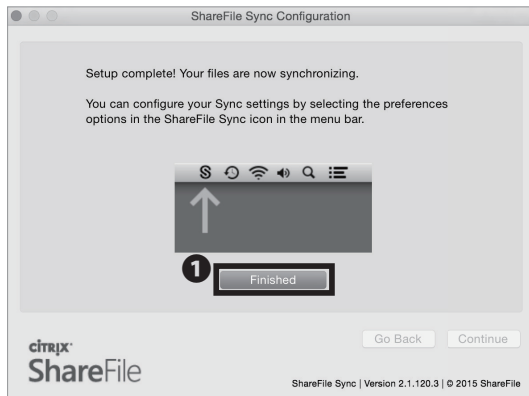 ShareFile Sync Configuration
Setup complete! Your files are now synchronizing.
You can configure your Sync settings by selecting the preferences
options in the ShareFile Sync icon in the menu bar.
1
Finished
Go Back Continue
CITRIX
ShareFile
ShareFile Sync | Version 2.1.120.3 | © 2015 ShareFile